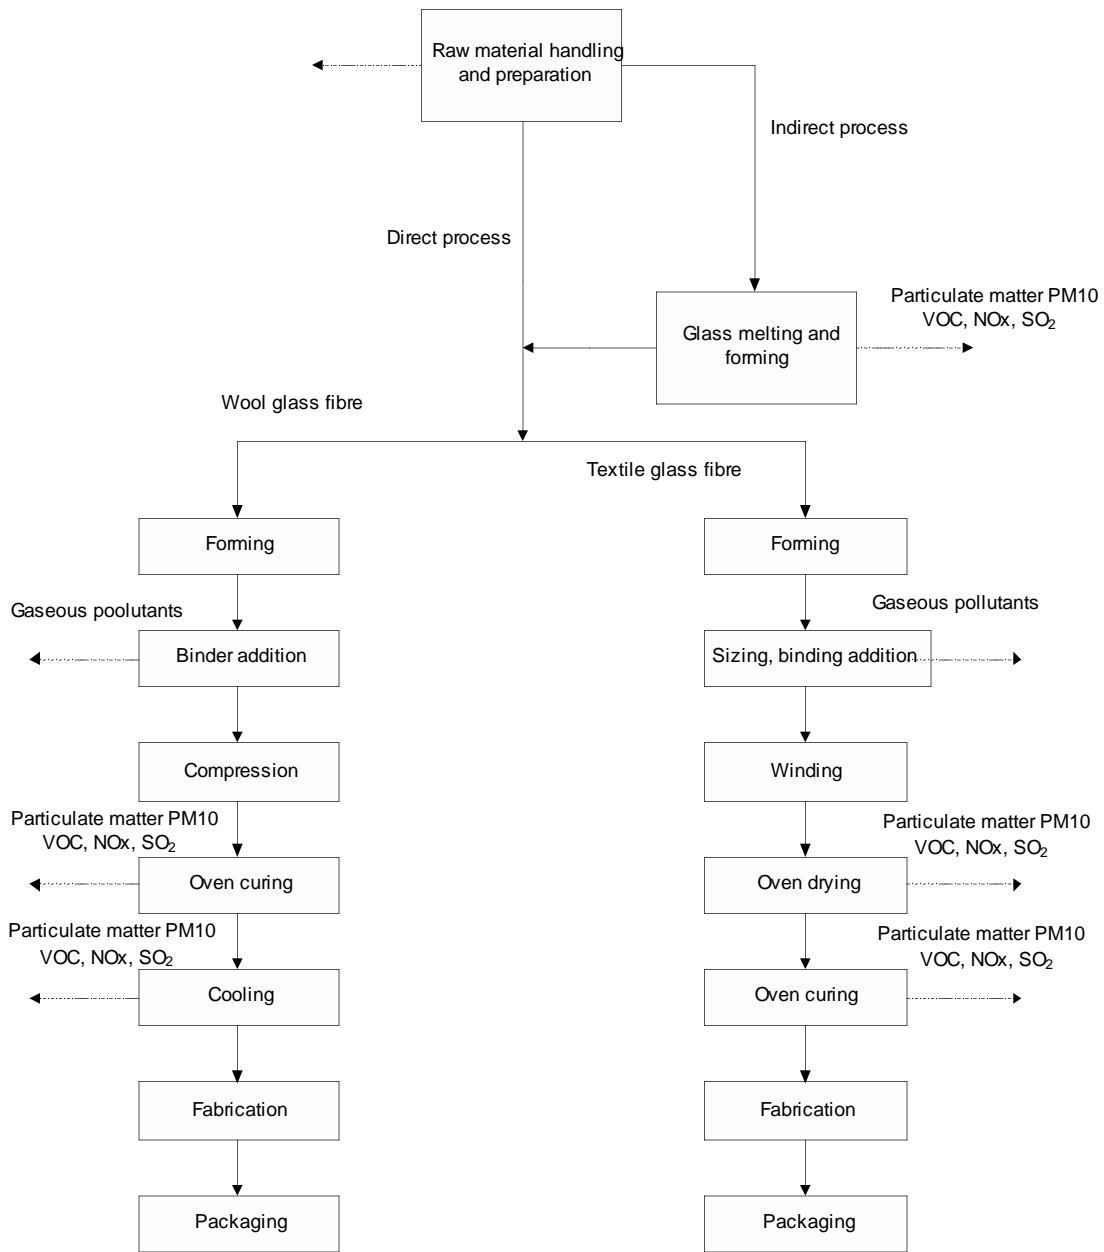 Raw material handling
and preparation
Indirect process
Direct process
Particulate matter PM10
VOC, NOx, SO₂
Glass melting and
forming
Wool glass fibre
Textile glass fibre
Forming
Forming
Gaseous poolutants
Gaseous pollutants
Binder addition
Sizing, binding addition
Compression
Winding
Particulate matter PM10
VOC, NOx, SO₂
Particulate matter PM10
VOC, NOx, SO₂
Oven curing
Oven drying
Particulate matter PM10
VOC, NOx, SO₂
Particulate matter PM10
VOC, NOx, SO₂
Cooling
Oven curing
Fabrication
Fabrication
Packaging
Packaging